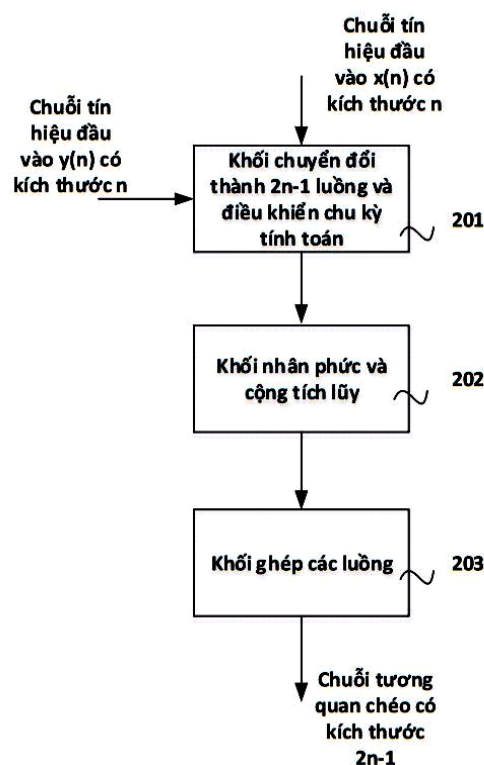 Chuỗi tín
hiệu đầu
vào x(n) có
kích thước n
Chuỗi tín
hiệu đầu
vào y(n) có
kích thước n
Khối chuyển đổi
thành 2n-1 luồng và
điều khiển chu kỳ
tính toán
201
Khối nhân phức và
cộng tích lũy
202
Khối ghép các luồng
203
Chuỗi tương
quan chéo có
kích thước
2n-1